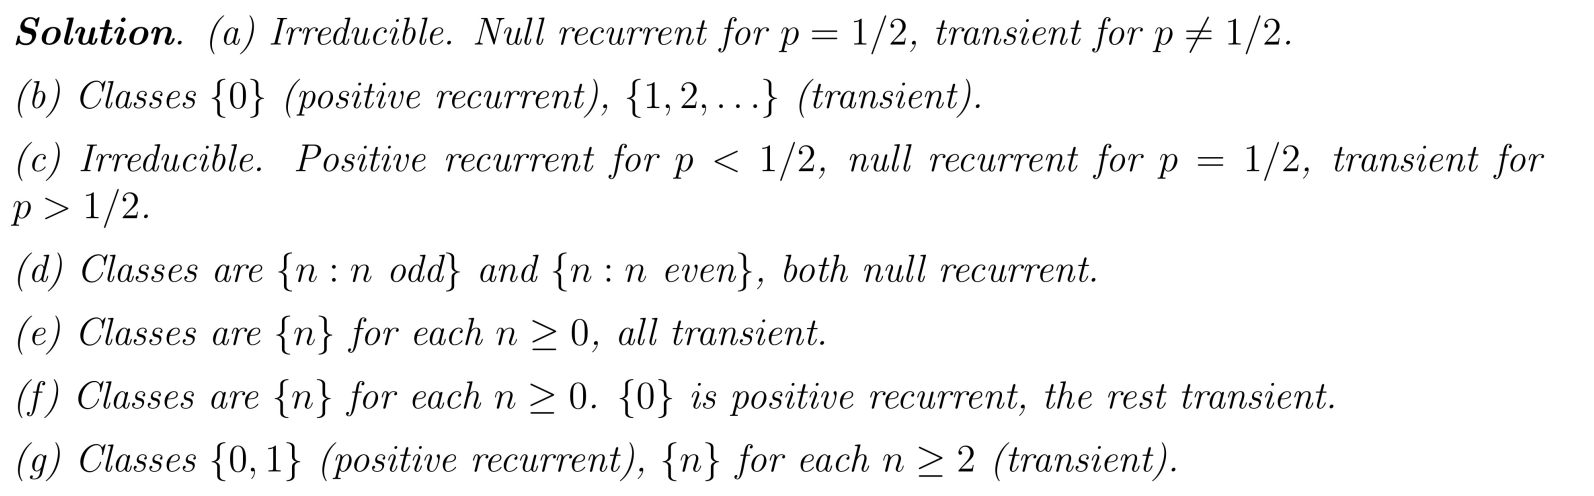 Solution. (a) Irreducible. Null recurrent for p = 1/2, transient for p ≠ 1/2.
(b) Classes {0} (positive recurrent), {1, 2, . . .} (transient).
(c) Irreducible. Positive recurrent for p < 1/2, null recurrent for p = 1/2, transient for
p > 1/2.
(d) Classes are {n : n odd} and {n : n even}, both null recurrent.
(e) Classes are {n} for each n ≥ 0, all transient.
(f) Classes are {n} for each n ≥ 0. {0} is positive recurrent, the rest transient.
(g) Classes {0, 1} (positive recurrent), {n} for each n ≥ 2 (transient).